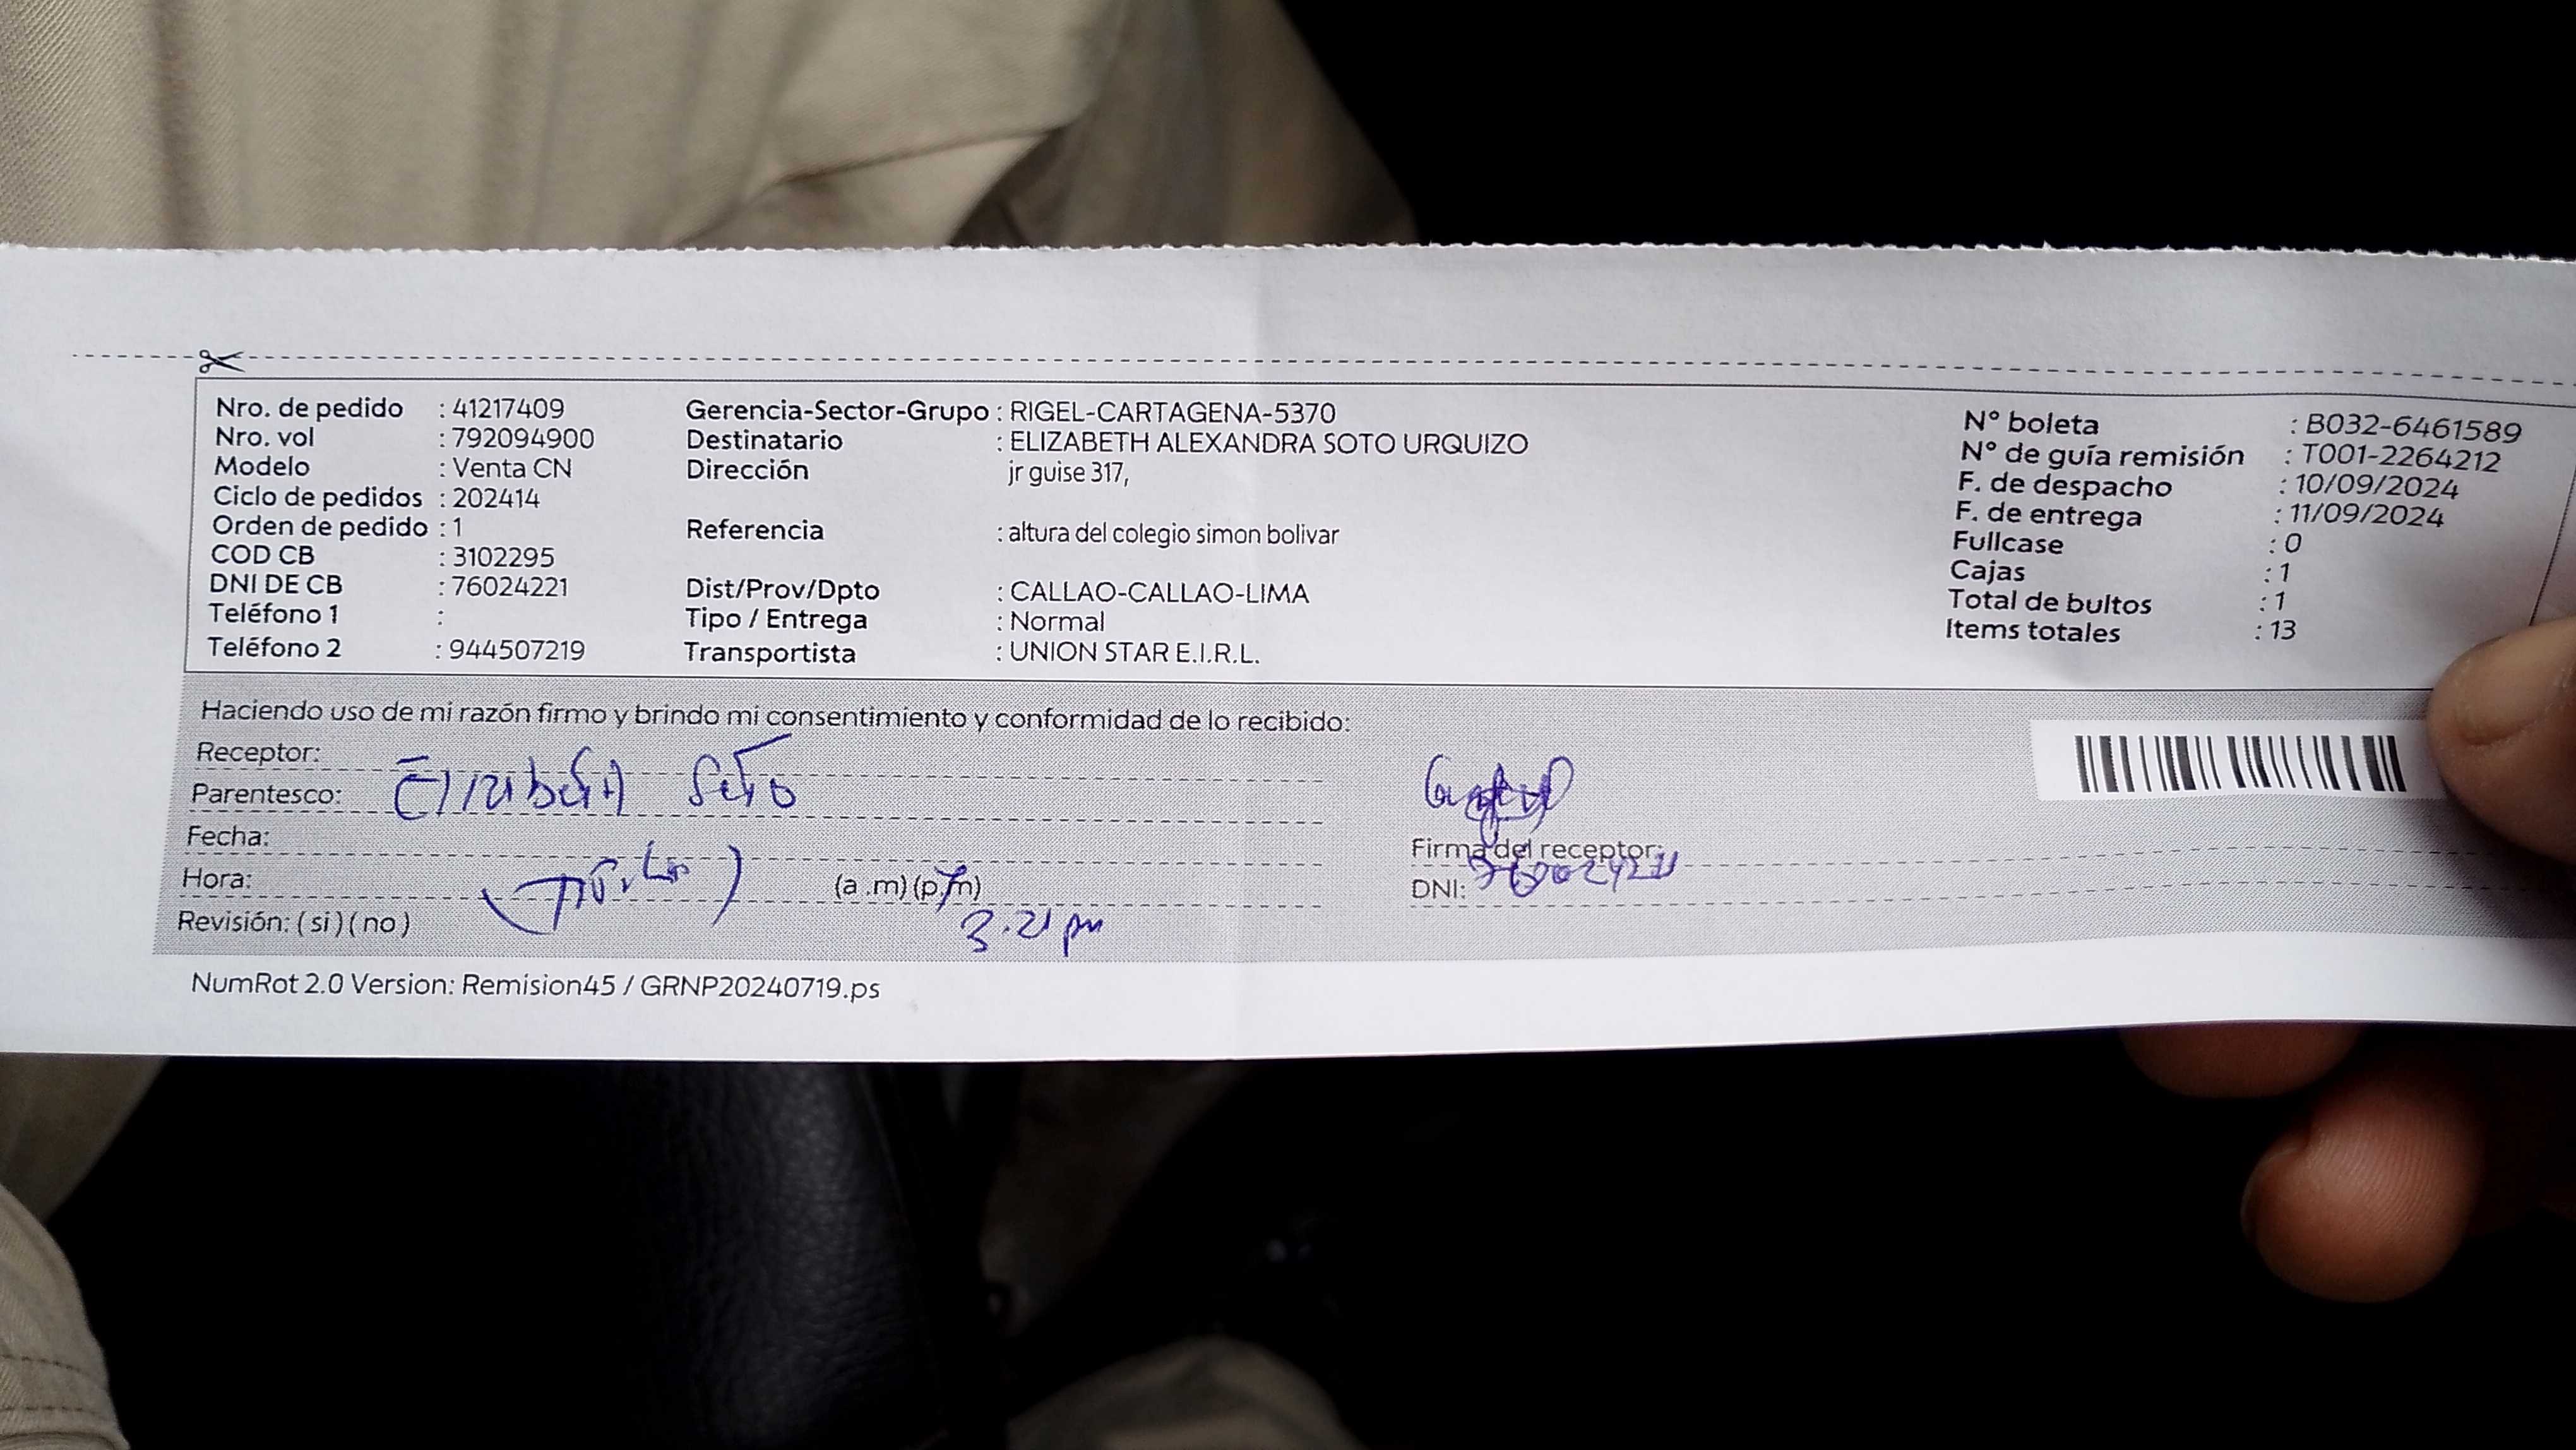 Nro. de pedido : 41217409
Nro. vol : 792094900
Modelo : Venta CN
Ciclo de pedidos : 202414
Orden de pedido : 1
COD CB : 3102295
DNI DE CB : 76024221
Teléfono 1 :
Teléfono 2 : 944507219
Gerencia-Sector-Grupo : RIGEL-CARTAGENA-5370
Destinatario : ELIZABETH ALEXANDRA SOTO URQUIZO
Dirección jr guise 317,
Referencia : altura del colegio simon bolivar
Dist/Prov/Dpto : CALLAO-CALLAO-LIMA
Tipo / Entrega : Normal
Transportista : UNION STAR E.I.R.L.
N° boleta : B032-6461589
N° de guía remisión : T001-2264212
F. de despacho : 10/09/2024
F. de entrega : 11/09/2024
Fullcase : 0
Cajas : 1
Total de bultos : 1
Items totales : 13
Haciendo uso de mi razón firmo y brindo mi consentimiento y conformidad de lo recibido:
Receptor:
Elizabeth Soto
Parentesco:
Fecha:
Hora: (a .m) (p.m)
3.21 pm
Revisión: ( si ) ( no )
Firma del receptor:
DNI:
NumRot 2.0 Version: Remision45 / GRNP20240719.ps